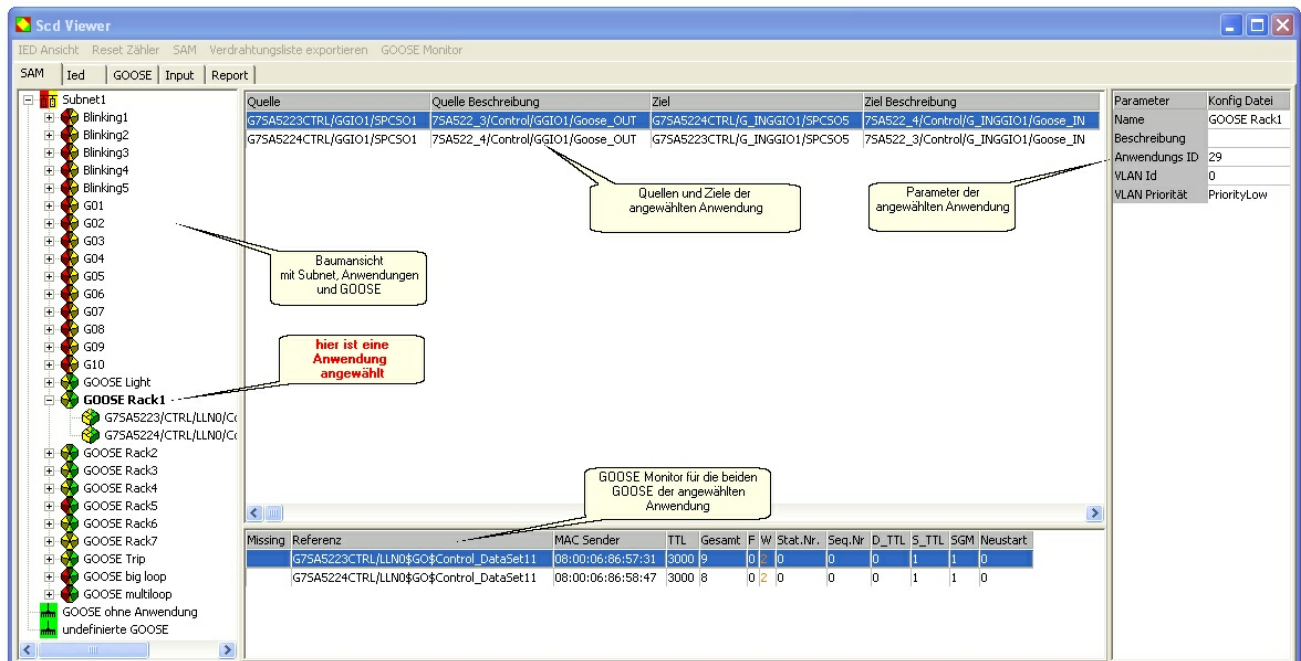 Scd Viewer
IED Ansicht Reset Zähler SAM Verdrahtungsliste exportieren GOOSE Monitor
SAM Ied GOOSE Input Report
Subnet1
Blinking1
Blinking2
Blinking3
Blinking4
Blinking5
G01
G02
G03
G04
G05
G06
G07
G08
G09
G10
GOOSE Light
GOOSE Rack1
G7SA5223/CTRL/LLN0/Co
G7SA5224/CTRL/LLN0/Co
GOOSE Rack2
GOOSE Rack3
GOOSE Rack4
GOOSE Rack5
GOOSE Rack6
GOOSE Rack7
GOOSE Trip
GOOSE big loop
GOOSE multiloop
GOOSE ohne Anwendung
undefinierte GOOSE
Baumansicht
mit Subnet, Anwendungen
und GOOSE
hier ist eine
Anwendung
angewählt
Quelle Quelle Beschreibung Ziel Ziel Beschreibung
G7SA5223CTRL/GGIO1/SPCSO1 7SA522_3/Control/GGIO1/Goose_OUT G7SA5224CTRL/G_INGGIO1/SPCSO5 7SA522_4/Control/G_INGGIO1/Goose_IN
G7SA5224CTRL/GGIO1/SPCSO1 7SA522_4/Control/GGIO1/Goose_OUT G7SA5223CTRL/G_INGGIO1/SPCSO5 7SA522_3/Control/G_INGGIO1/Goose_IN
Quellen und Ziele der
angewählten Anwendung
Parameter der
angewählten Anwendung
GOOSE Monitor für die beiden
GOOSE der angewählten
Anwendung
Missing Referenz MAC Sender TTL Gesamt F W Stat.Nr. Seq.Nr D_TTL S_TTL SGM Neustart
G7SA5223CTRL/LLN0$GO$Control_DataSet11 08:00:06:86:57:31 3000 9 0 2 0 0 0 1 1 0
G7SA5224CTRL/LLN0$GO$Control_DataSet11 08:00:06:86:58:47 3000 8 0 2 0 0 0 1 1 0
Parameter Konfig Datei
Name GOOSE Rack1
Beschreibung
Anwendungs ID 29
VLAN Id 0
VLAN Priorität PriorityLow